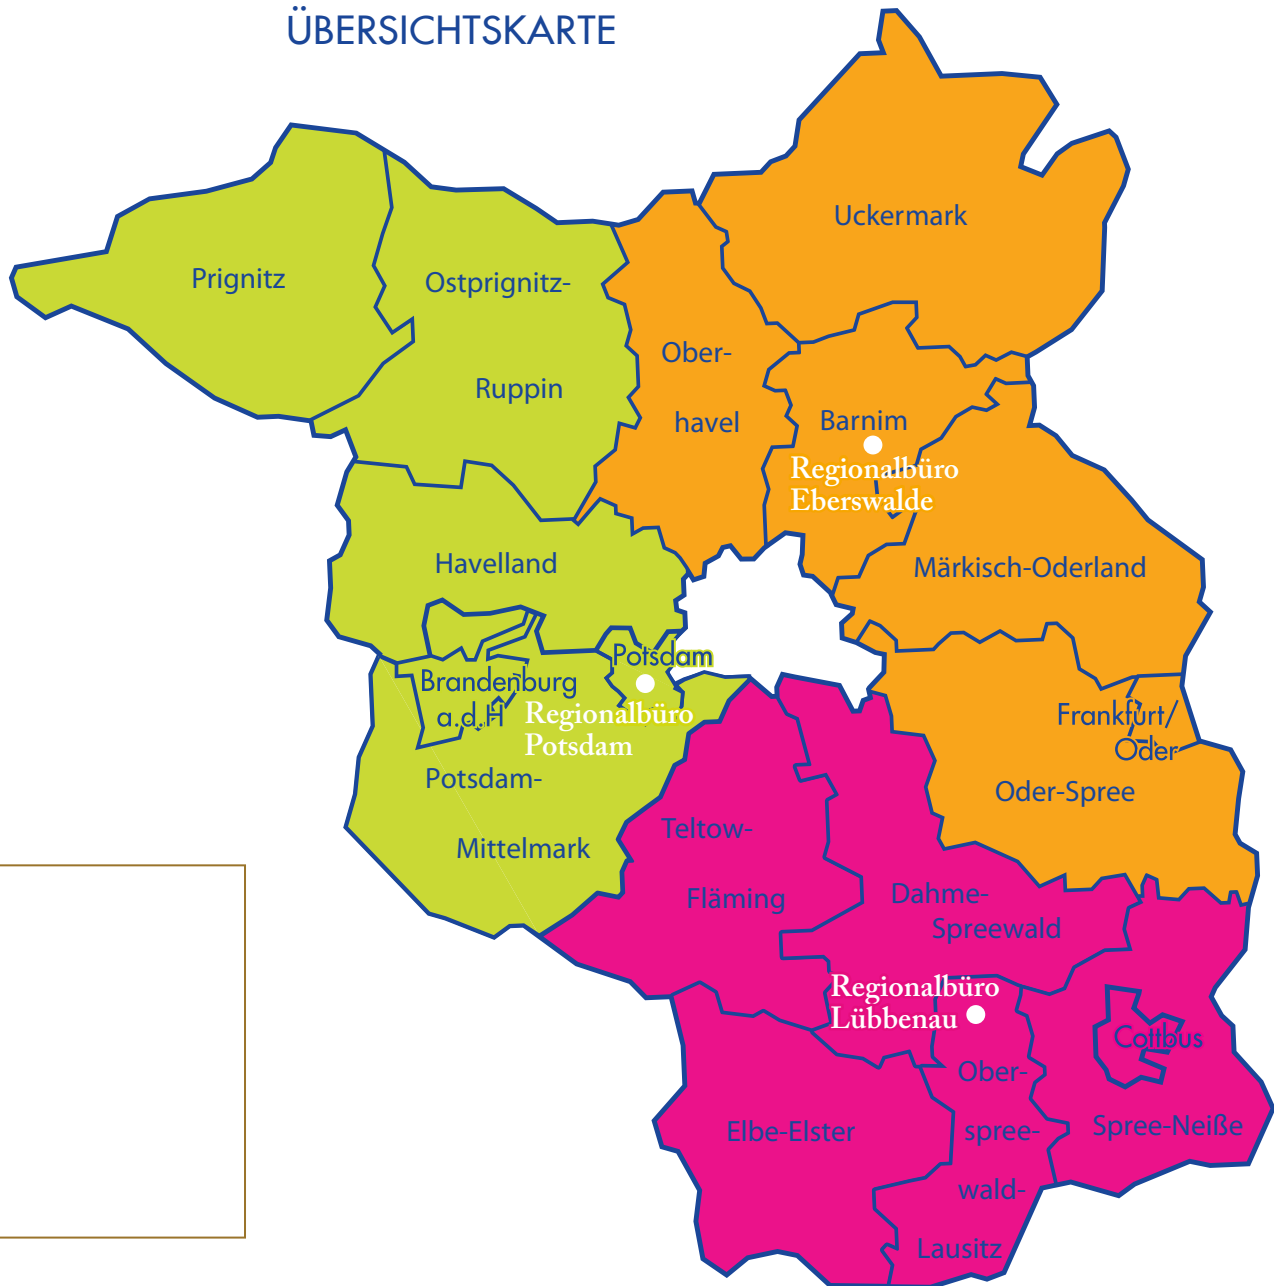 ÜBERSICHTSKARTE
Uckermark
Prignitz
Ostprignitz-
Ruppin
Ober-
havel
Barnim
Regionalbüro
Eberswalde
Havelland
Märkisch-Oderland
Potsdam
Brandenburg
a.d.H
Regionalbüro
Potsdam
Frankfurt/
Oder
Potsdam-
Mittelmark
Oder-Spree
Teltow-
Fläming
Dahme-
Spreewald
Regionalbüro
Lübbenau
Cottbus
Ober-
spree-
wald-
Lausitz
Elbe-Elster
Spree-Neiße